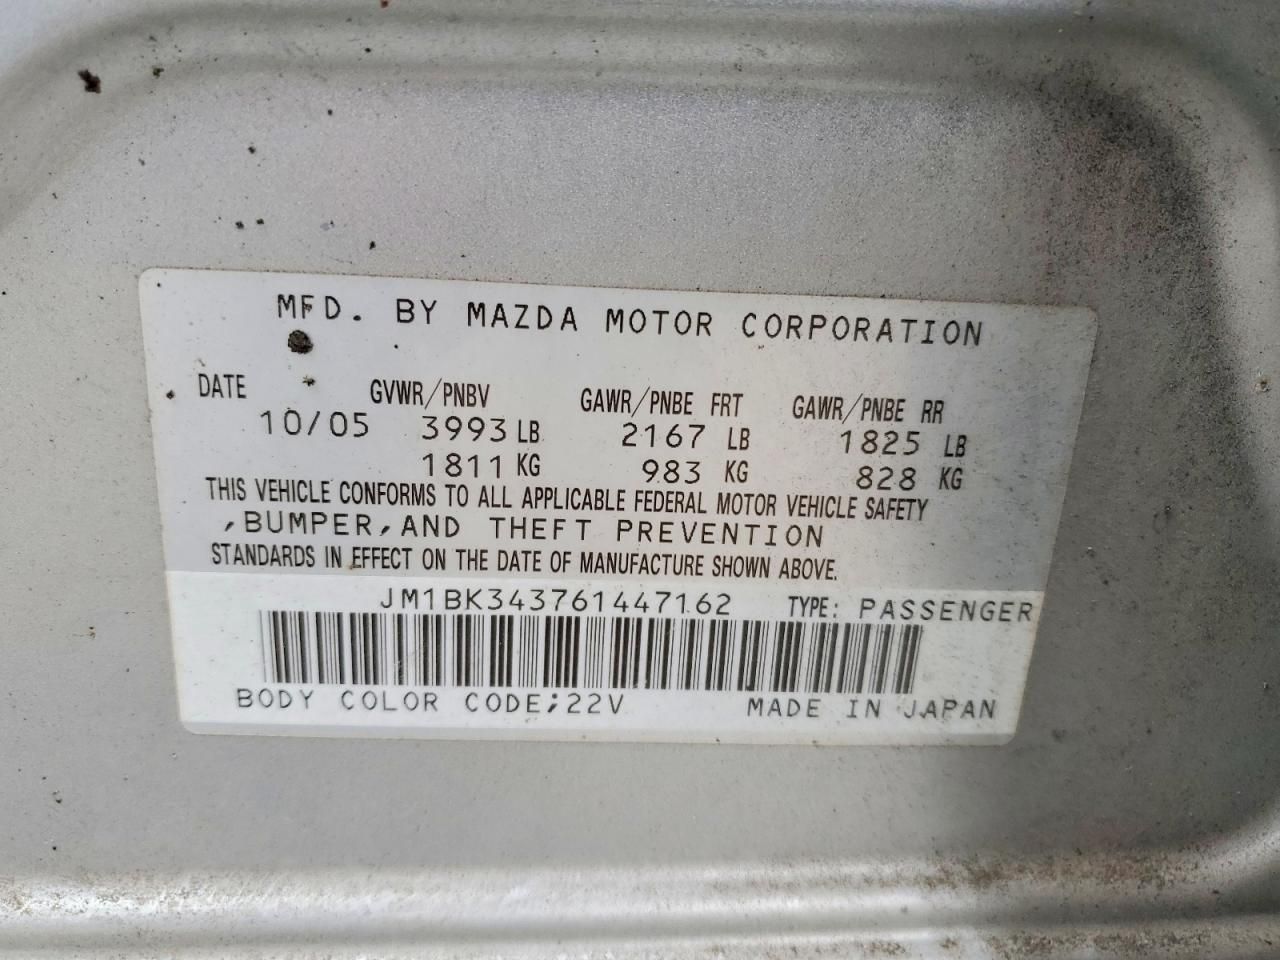 MFD. BY MAZDA MOTOR CORPORATION
DATE GVWR/PNBV GAWR/PNBE FRT GAWR/PNBE RR
10/05 3993 LB 2167 LB 1825 LB
1811 KG 983 KG 828 KG
THIS VEHICLE CONFORMS TO ALL APPLICABLE FEDERAL MOTOR VEHICLE SAFETY
,BUMPER,AND THEFT PREVENTION
STANDARDS IN EFFECT ON THE DATE OF MANUFACTURE SHOWN ABOVE.
JM1BK343761447162 TYPE: PASSENGER
BODY COLOR CODE;22V MADE IN JAPAN